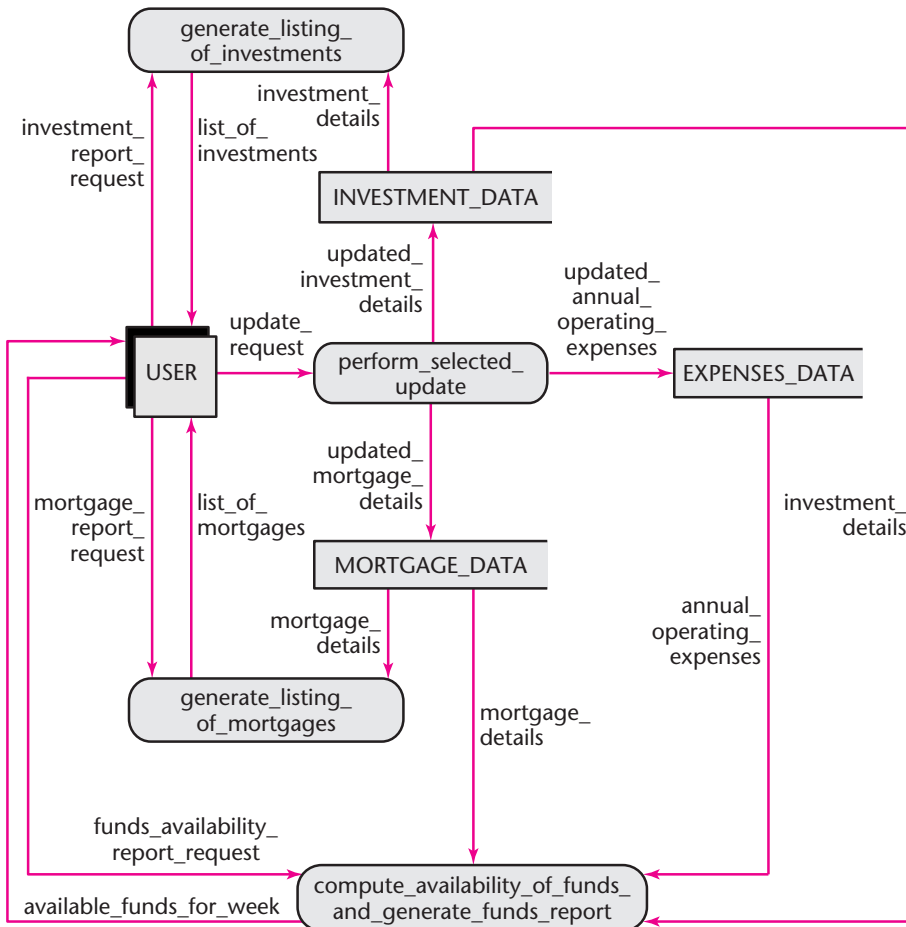 generate_listing_
of_investments
investment_
report_
request
list_of_
investments
investment_
details
INVESTMENT_DATA
updated_
investment_
details
updated_
annual_
operating_
expenses
update_
request
USER
perform_selected_
update
EXPENSES_DATA
updated_
mortgage_
details
mortgage_
report_
request
list_of_
mortgages
investment_
details
MORTGAGE_DATA
mortgage_
details
annual_
operating_
expenses
generate_listing_
of_mortgages
mortgage_
details
funds_availability_
report_request
compute_availability_of_funds_
and_generate_funds_report
available_funds_for_week